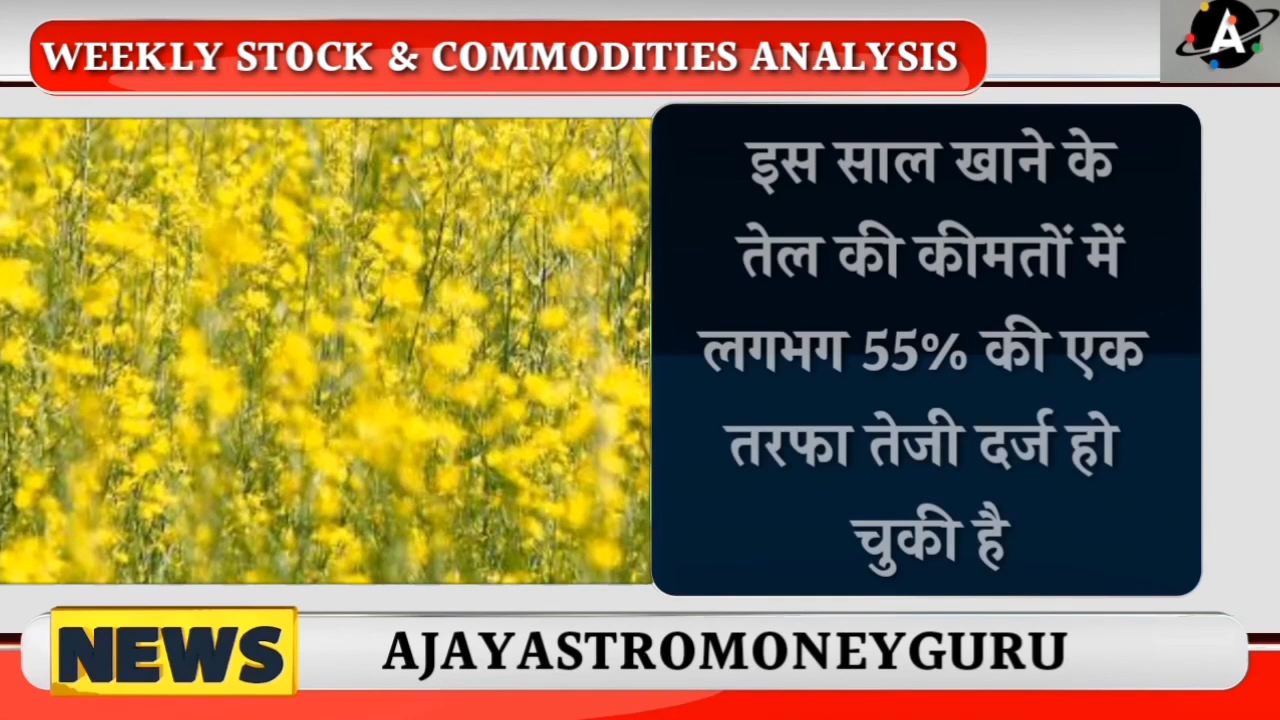 WEEKLY STOCK & COMMODITIES ANALYSIS
A
इस साल खाने के
तेल की कीमतों में
लगभग 55% की एक
तरफा तेजी दर्ज हो
चुकी है
NEWS
AJAYASTROMONEYGURU